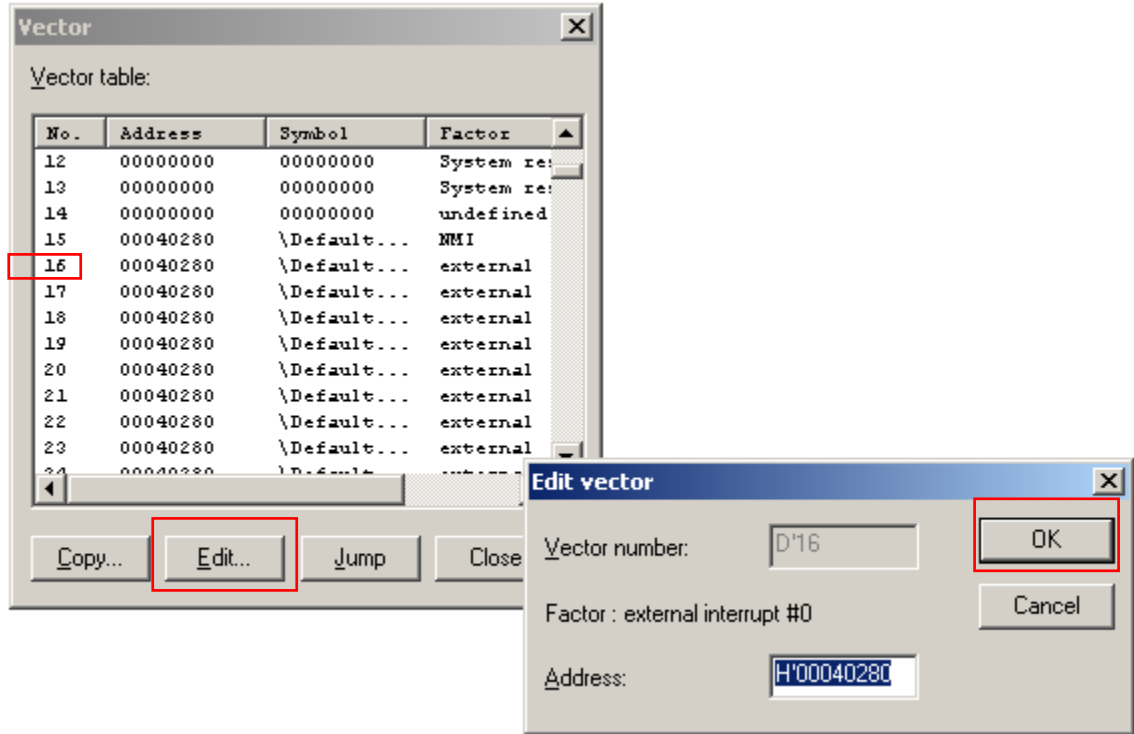 Vector
Vector table:
No. Address Symbol Factor
12 00000000 00000000 System re
13 00000000 00000000 System re
14 00000000 00000000 undefined
15 00040280 \Default... NMI
16 00040280 \Default... external
17 00040280 \Default... external
18 00040280 \Default... external
19 00040280 \Default... external
20 00040280 \Default... external
21 00040280 \Default... external
22 00040280 \Default... external
23 00040280 \Default... external
Copy... Edit... Jump Close
Edit vector
Vector number: D'16 OK
Factor : external interrupt #0 Cancel
Address: H'00040280